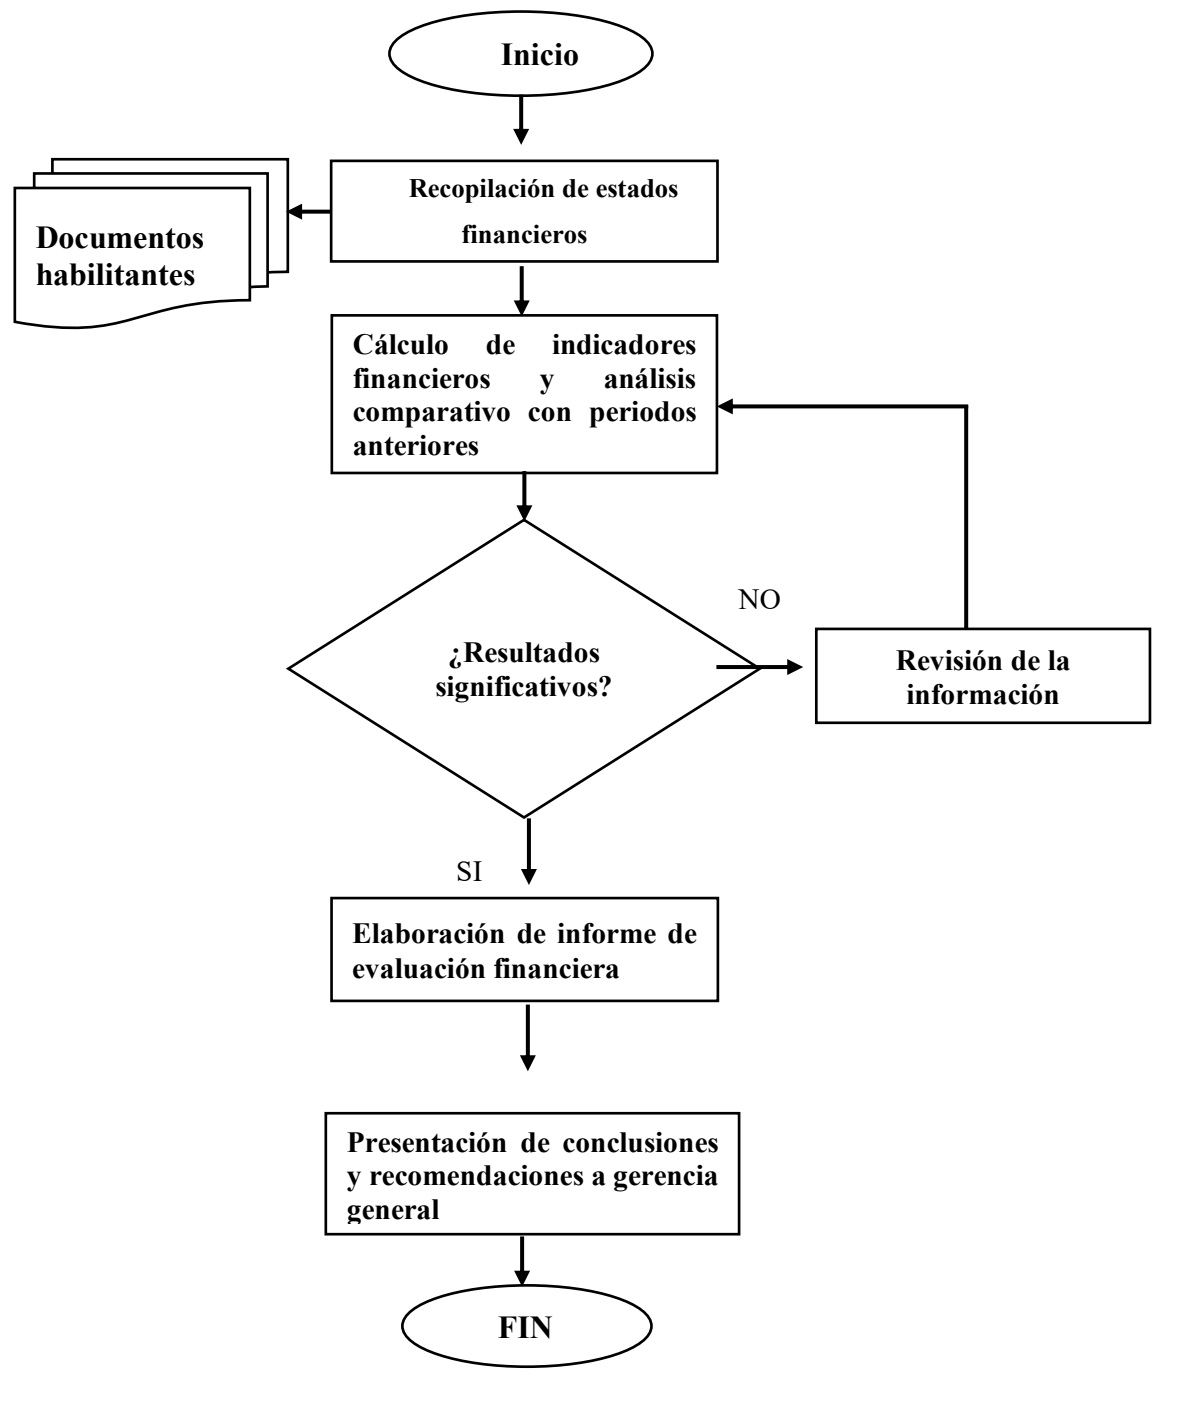 Inicio
Recopilación de estados
financieros
Documentos
habilitantes
Cálculo de indicadores
financieros y análisis
comparativo con periodos
anteriores
NO
¿Resultados
significativos?
Revisión de la
información
SI
Elaboración de informe de
evaluación financiera
Presentación de conclusiones
y recomendaciones a gerencia
general
FIN